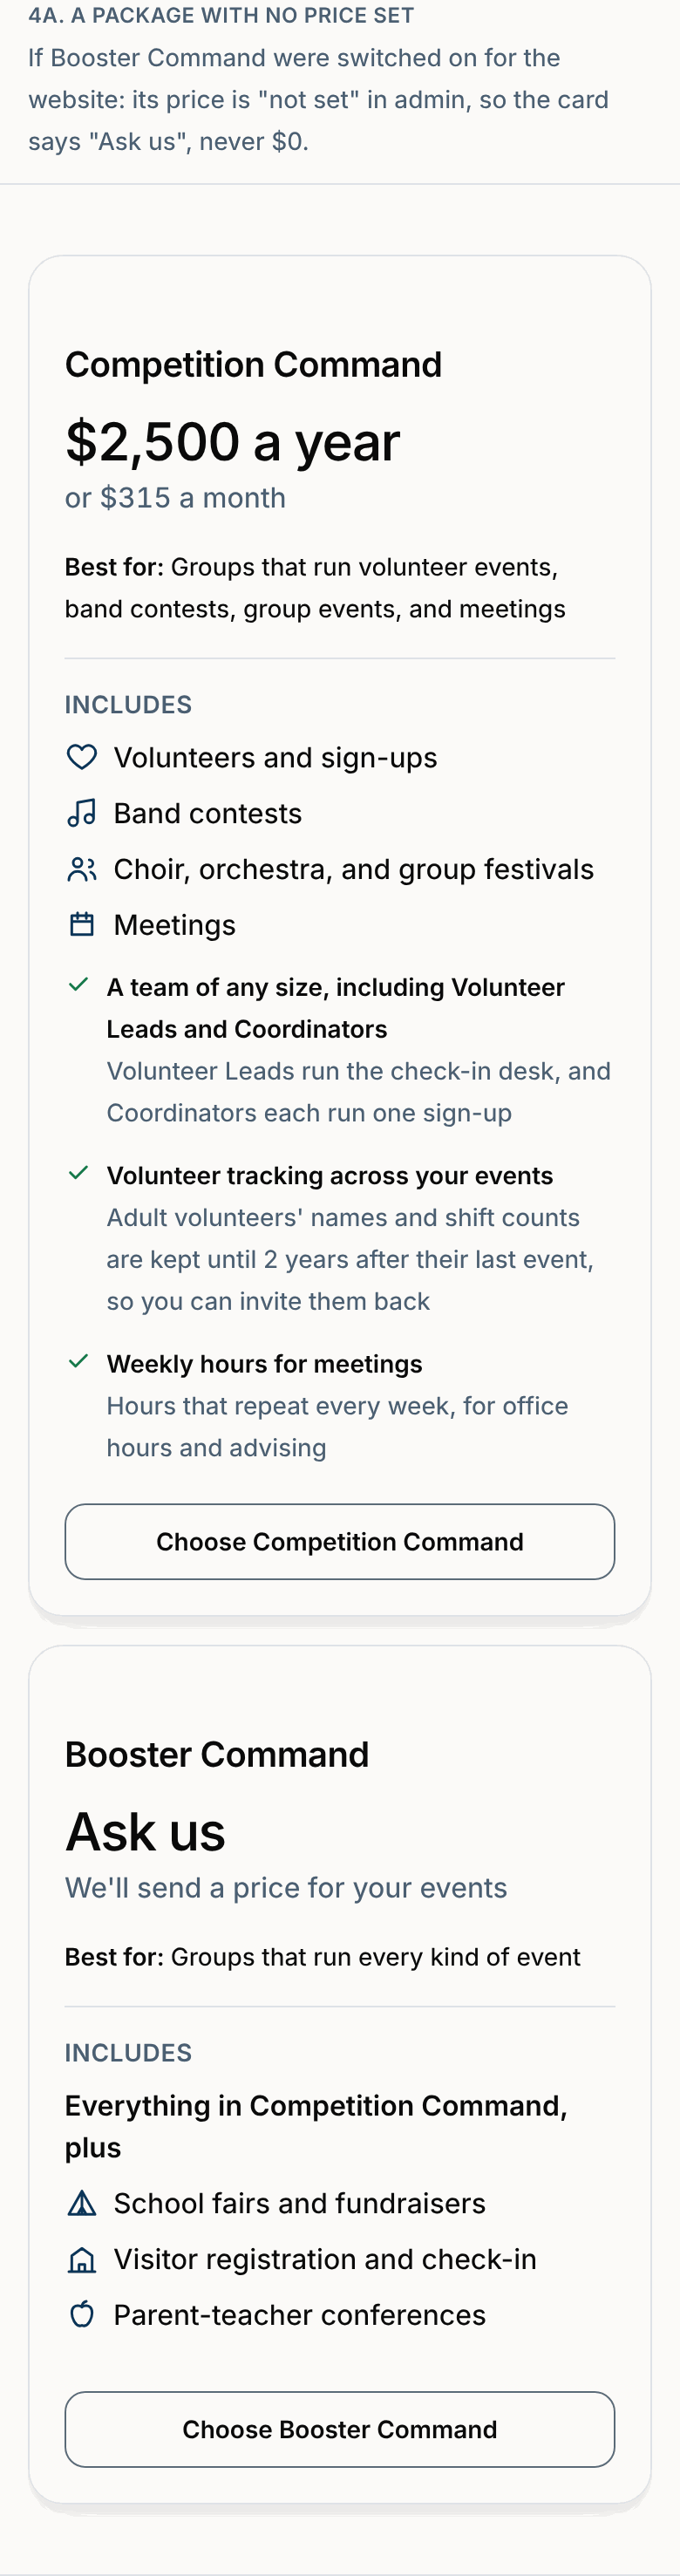 4A. A PACKAGE WITH NO PRICE SET
If Booster Command were switched on for the
website: its price is "not set" in admin, so the card
says "Ask us", never $0.
Competition Command
$2,500 a year
or $315 a month
Best for: Groups that run volunteer events,
band contests, group events, and meetings
INCLUDES
Volunteers and sign-ups
Band contests
Choir, orchestra, and group festivals
Meetings
A team of any size, including Volunteer
Leads and Coordinators
Volunteer Leads run the check-in desk, and
Coordinators each run one sign-up
Volunteer tracking across your events
Adult volunteers' names and shift counts
are kept until 2 years after their last event,
so you can invite them back
Weekly hours for meetings
Hours that repeat every week, for office
hours and advising
Choose Competition Command
Booster Command
Ask us
We'll send a price for your events
Best for: Groups that run every kind of event
INCLUDES
Everything in Competition Command,
plus
School fairs and fundraisers
Visitor registration and check-in
Parent-teacher conferences
Choose Booster Command